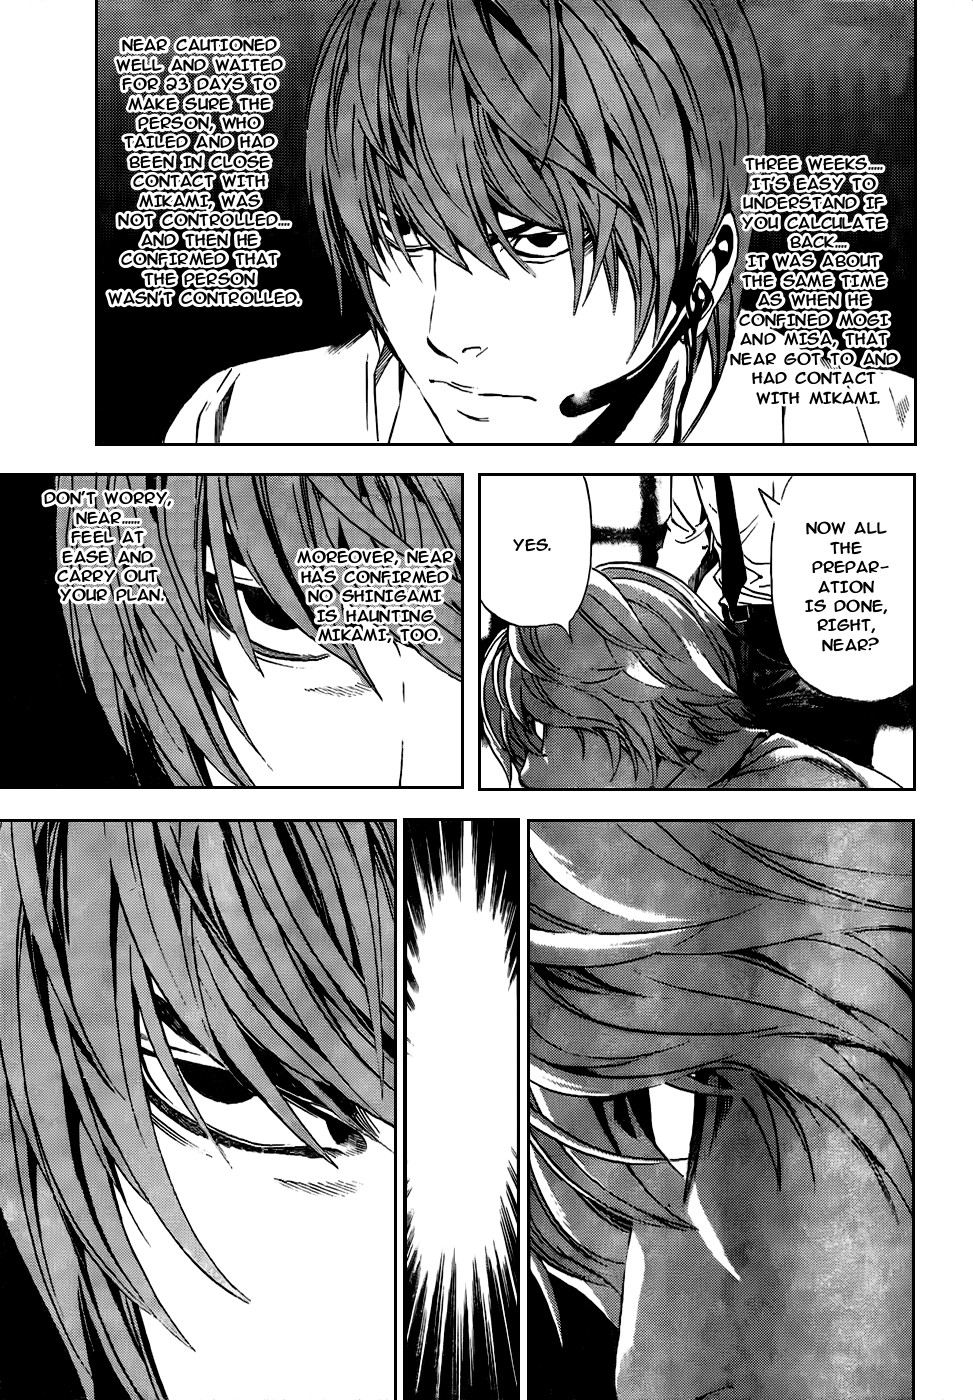 THREE WEEKS.....
IT'S EASY TO
UNDERSTAND IF
YOU CALCULATE
BACK....
IT WAS ABOUT
THE SAME TIME
AS WHEN HE
CONFINED MOGI
AND MISA, THAT
NEAR GOT TO AND
HAD CONTACT
WITH MIKAMI.
NEAR CAUTIONED
WELL AND WAITED
FOR 23 DAYS TO
MAKE SURE THE
PERSON, WHO
TAILED AND HAD
BEEN IN CLOSE
CONTACT WITH
MIKAMI, WAS
NOT CONTROLLED....
AND THEN HE
CONFIRMED THAT
THE PERSON
WASN'T CONTROLLED.
NOW ALL
THE
PREPAR-
ATION
IS DONE,
RIGHT,
NEAR?
YES.
MOREOVER, NEAR
HAS CONFIRMED
NO SHINIGAMI
IS HAUNTING
MIKAMI, TOO.
DON'T WORRY,
NEAR......
FEEL AT
EASE AND
CARRY OUT
YOUR PLAN.